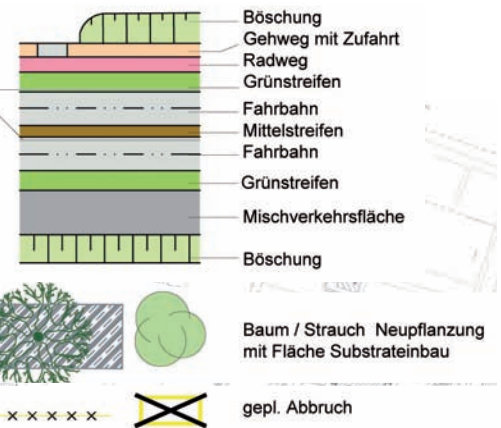 Böschung
Gehweg mit Zufahrt
Radweg
Grünstreifen
Fahrbahn
Mittelstreifen
Fahrbahn
Grünstreifen
Mischverkehrsfläche
Böschung
Baum / Strauch Neupflanzung
mit Fläche Substrateinbau
gepl. Abbruch